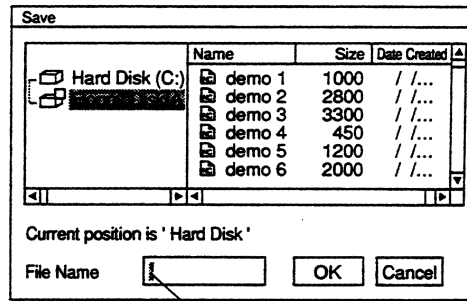 Save
Name Size Date Created
Hard Disk (C:)
demo 1 1000 / /...
demo 2 2800 / /...
demo 3 3300 / /...
demo 4 450 / /...
demo 5 1200 / /...
demo 6 2000 / /...
Current position is ' Hard Disk '
File Name OK Cancel